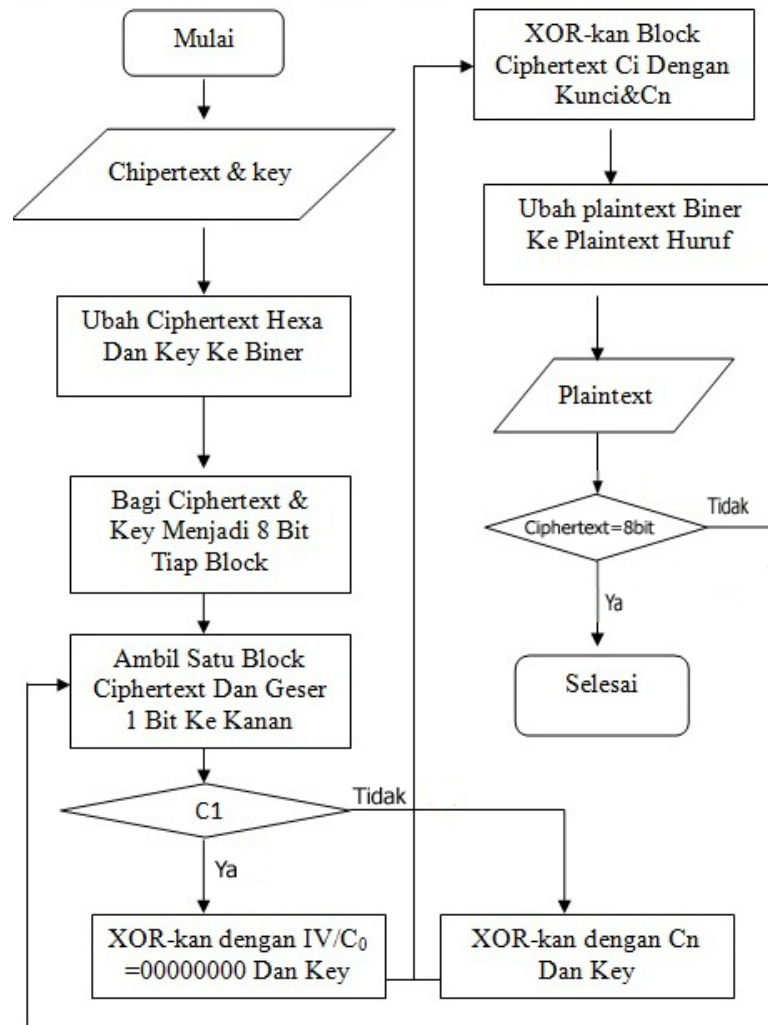 Mulai
Chipertext & key
Ubah Ciphertext Hexa
Dan Key Ke Biner
Bagi Ciphertext &
Key Menjadi 8 Bit
Tiap Block
Ambil Satu Block
Ciphertext Dan Geser
1 Bit Ke Kanan
C1
Tidak
Ya
XOR-kan dengan IV/C₀
=00000000 Dan Key
XOR-kan dengan Cn
Dan Key
XOR-kan Block
Ciphertext Ci Dengan
Kunci&Cn
Ubah plaintext Biner
Ke Plaintext Huruf
Plaintext
Ciphertext=8bit
Tidak
Ya
Selesai